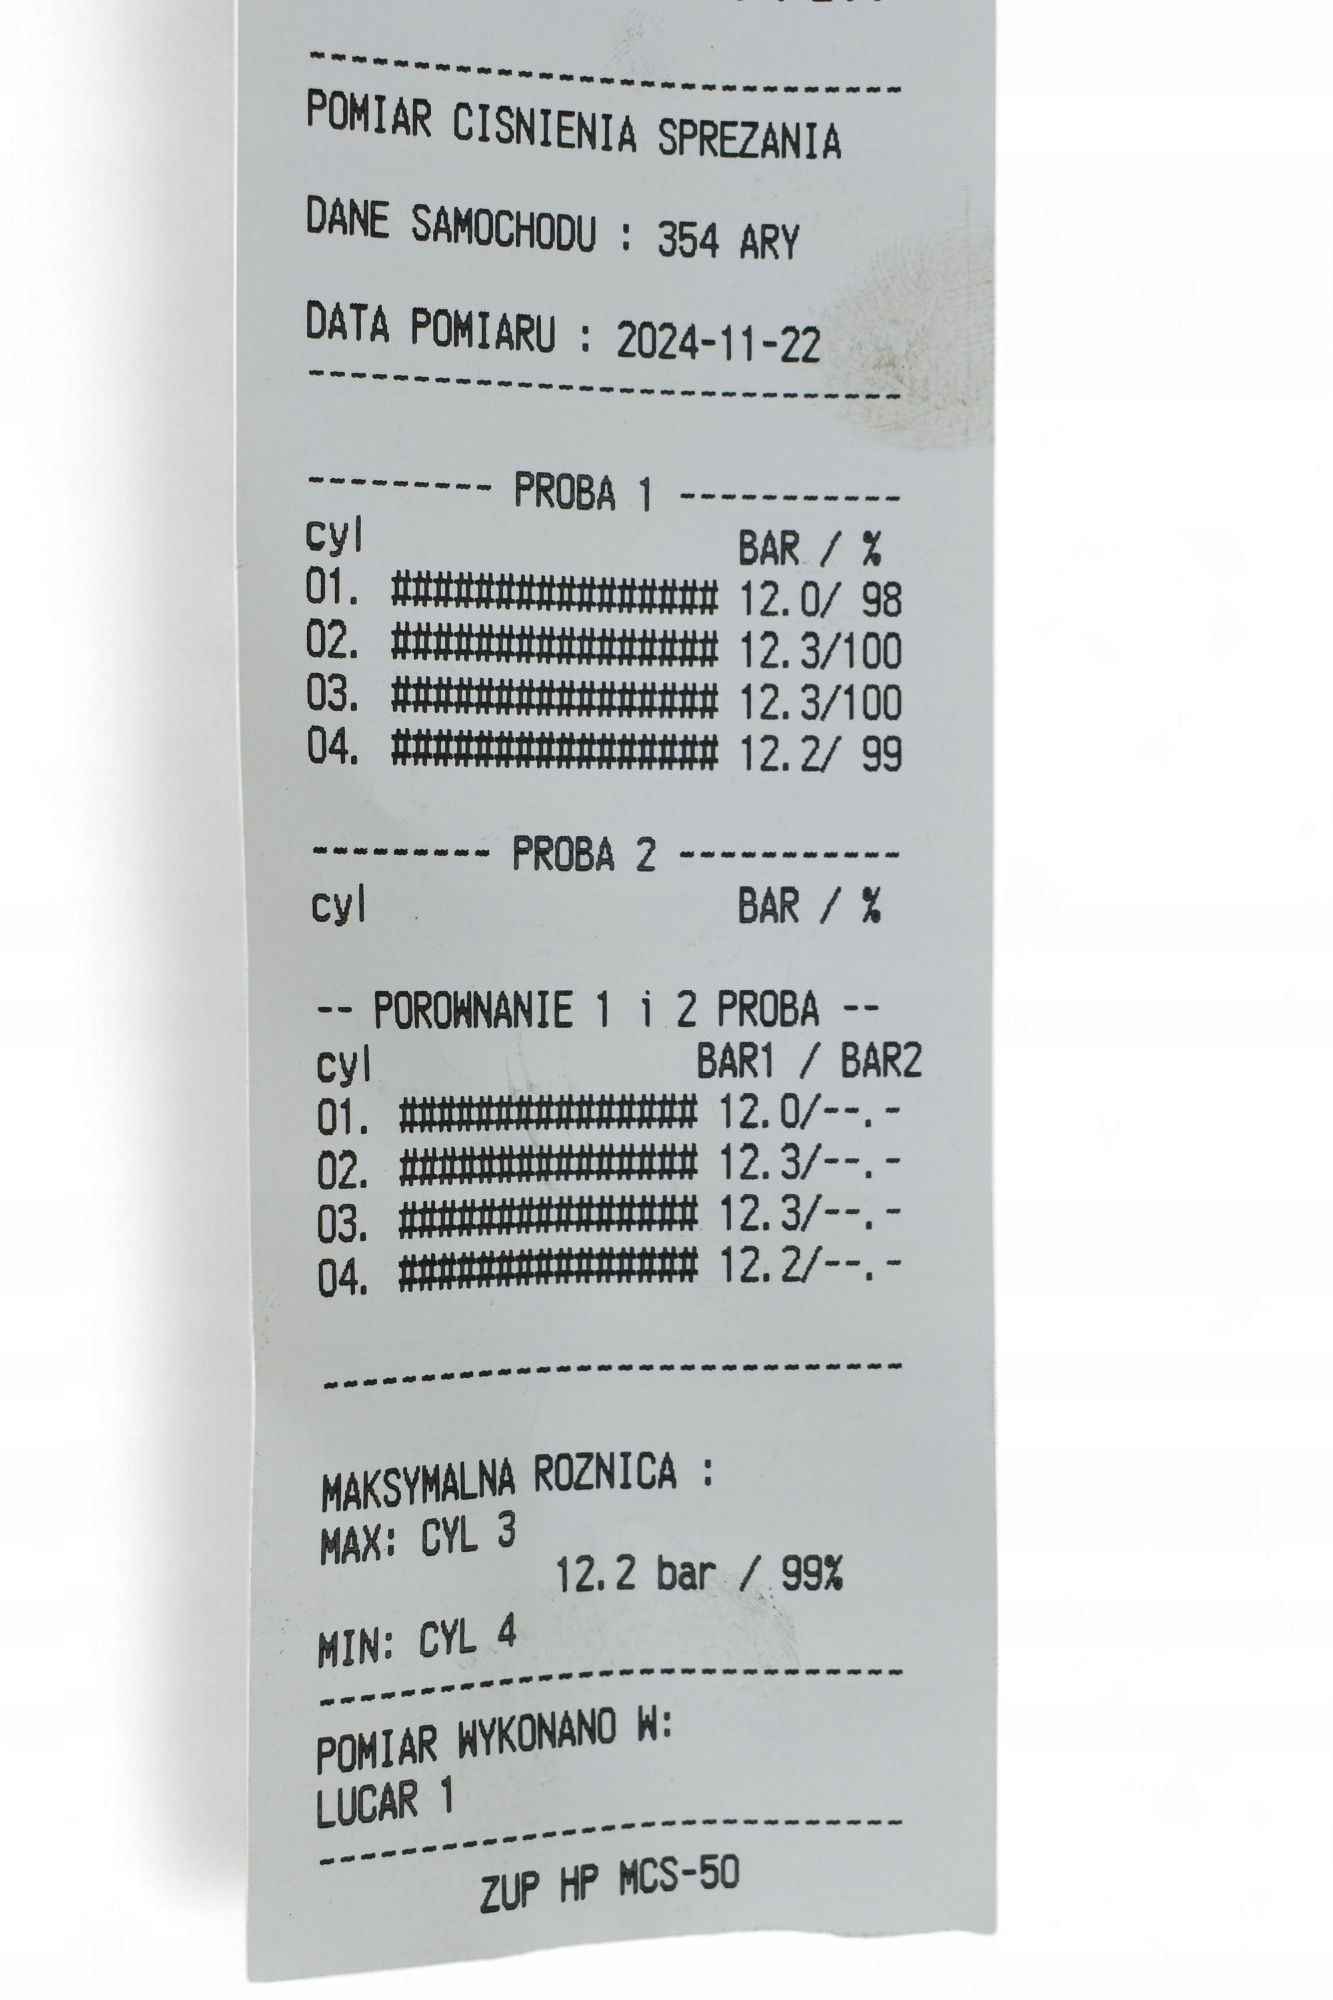 ------------------------------
POMIAR CISNIENIA SPREZANIA
DANE SAMOCHODU : 354 ARY
DATA POMIARU : 2024-11-22
------------------------------
--------- PROBA 1 -----------
cyl BAR / %
01. ################ 12.0/ 98
02. ################ 12.3/100
03. ################ 12.3/100
04. ################ 12.2/ 99
--------- PROBA 2 -----------
cyl BAR / %
-- POROWNANIE 1 i 2 PROBA --
cyl BAR1 / BAR2
01. ############### 12.0/--.-
02. ############### 12.3/--.-
03. ############### 12.3/--.-
04. ############### 12.2/--.-
------------------------------
MAKSYMALNA ROZNICA :
MAX: CYL 3
12.2 bar / 99%
MIN: CYL 4
------------------------------
POMIAR WYKONANO W:
LUCAR 1
------------------------------
ZUP HP MCS-50